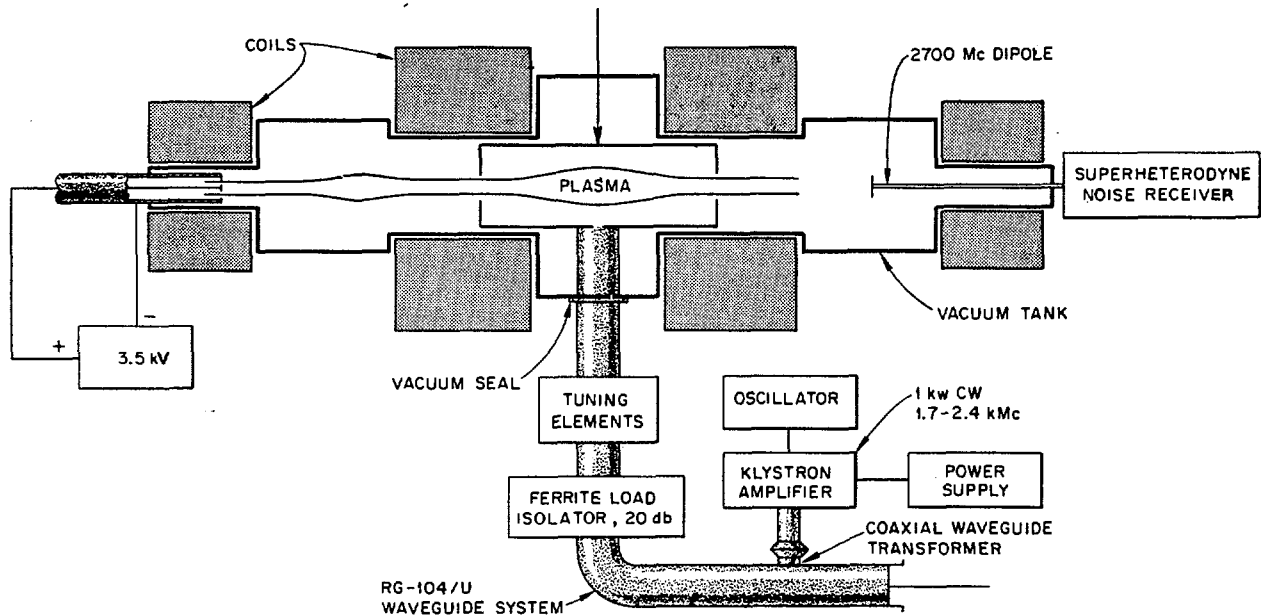 COILS
2700 Mc DIPOLE
PLASMA
SUPERHETERODYNE
NOISE RECEIVER
+
−
3.5 kV
VACUUM SEAL
VACUUM TANK
TUNING
ELEMENTS
OSCILLATOR
1 kw CW
1.7-2.4 kMc
KLYSTRON
AMPLIFIER
POWER
SUPPLY
FERRITE LOAD
ISOLATOR, 20 db
COAXIAL WAVEGUIDE
TRANSFORMER
RG-104/U
WAVEGUIDE SYSTEM